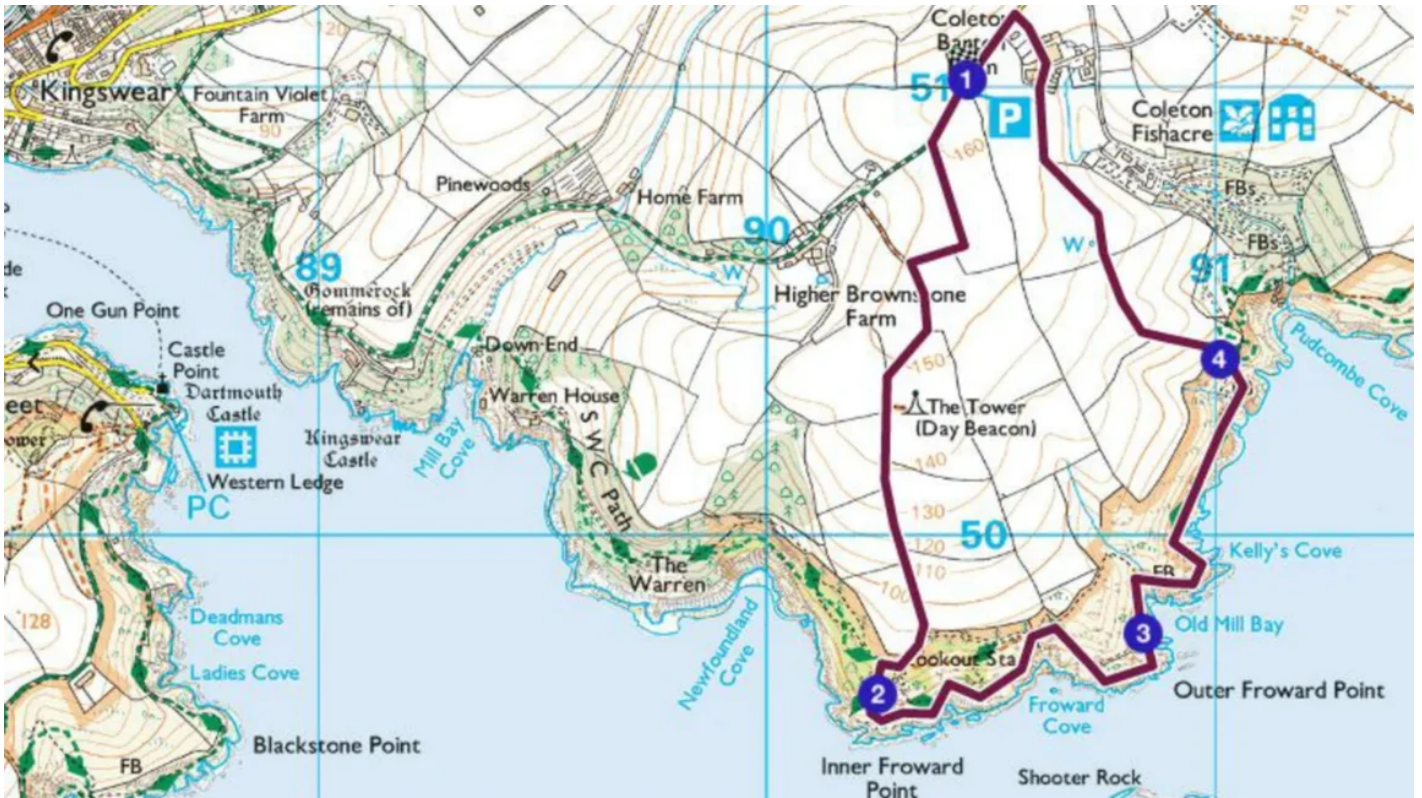 Coleton
1
51
P
Kingswear
Fountain Violet
Farm
90
Coleton
Fishacre
160
Pinewoods
Home Farm
FBs
90
W
W
FBs
89
91
Gommerock
(remains of)
Higher Brownstone
Farm
One Gun Point
Castle
Point
Dartmouth
Castle
Down End
4
Pudcombe Cove
150
Warren House
The Tower
(Day Beacon)
Kingswear
Castle
Mill Bay
Cove
S W C Path
Western Ledge
PC
140
130
50
120
110
100
Kelly's Cove
The
Warren
FB
128
Deadmans
Cove
Old Mill Bay
3
Ladies Cove
Newfoundland
Cove
2
Outer Froward Point
Froward
Cove
Blackstone Point
FB
Inner Froward
Point
Shooter Rock